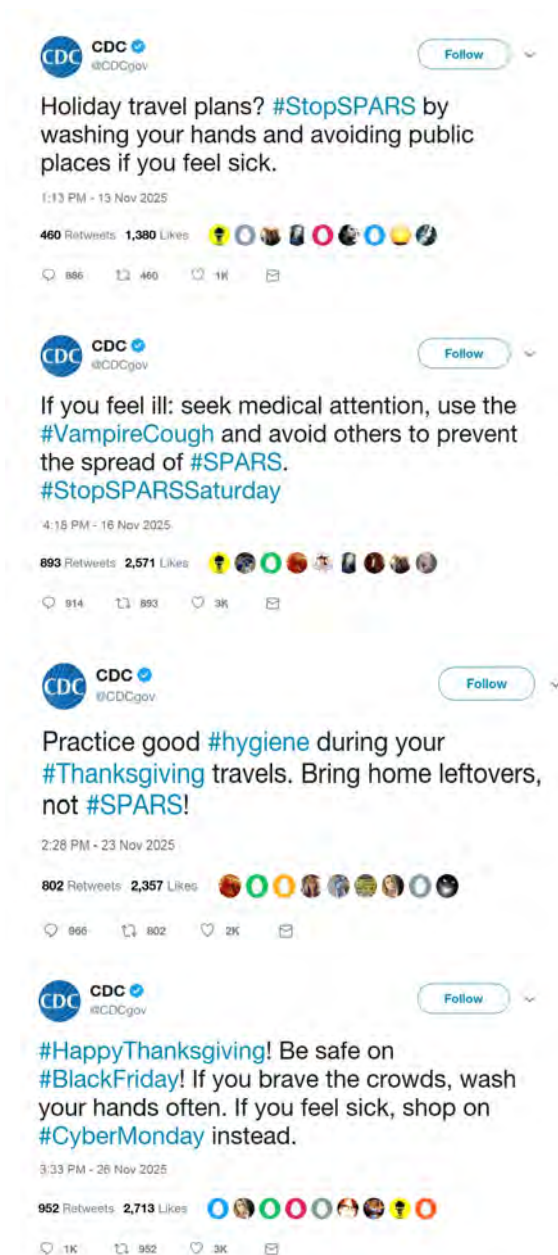 CDC
CDC
@CDCgov
Follow
Holiday travel plans? #StopSPARS by
washing your hands and avoiding public
places if you feel sick.
1:13 PM - 13 Nov 2025
460 Retweets 1,380 Likes
886 460 1K
CDC
CDC
@CDCgov
Follow
If you feel ill: seek medical attention, use the
#VampireCough and avoid others to prevent
the spread of #SPARS.
#StopSPARSSaturday
4:18 PM - 16 Nov 2025
893 Retweets 2,571 Likes
914 893 3K
CDC
CDC
@CDCgov
Follow
Practice good #hygiene during your
#Thanksgiving travels. Bring home leftovers,
not #SPARS!
2:28 PM - 23 Nov 2025
802 Retweets 2,357 Likes
966 802 2K
CDC
CDC
@CDCgov
Follow
#HappyThanksgiving! Be safe on
#BlackFriday! If you brave the crowds, wash
your hands often. If you feel sick, shop on
#CyberMonday instead.
3:33 PM - 26 Nov 2025
952 Retweets 2,713 Likes
1K 952 3K